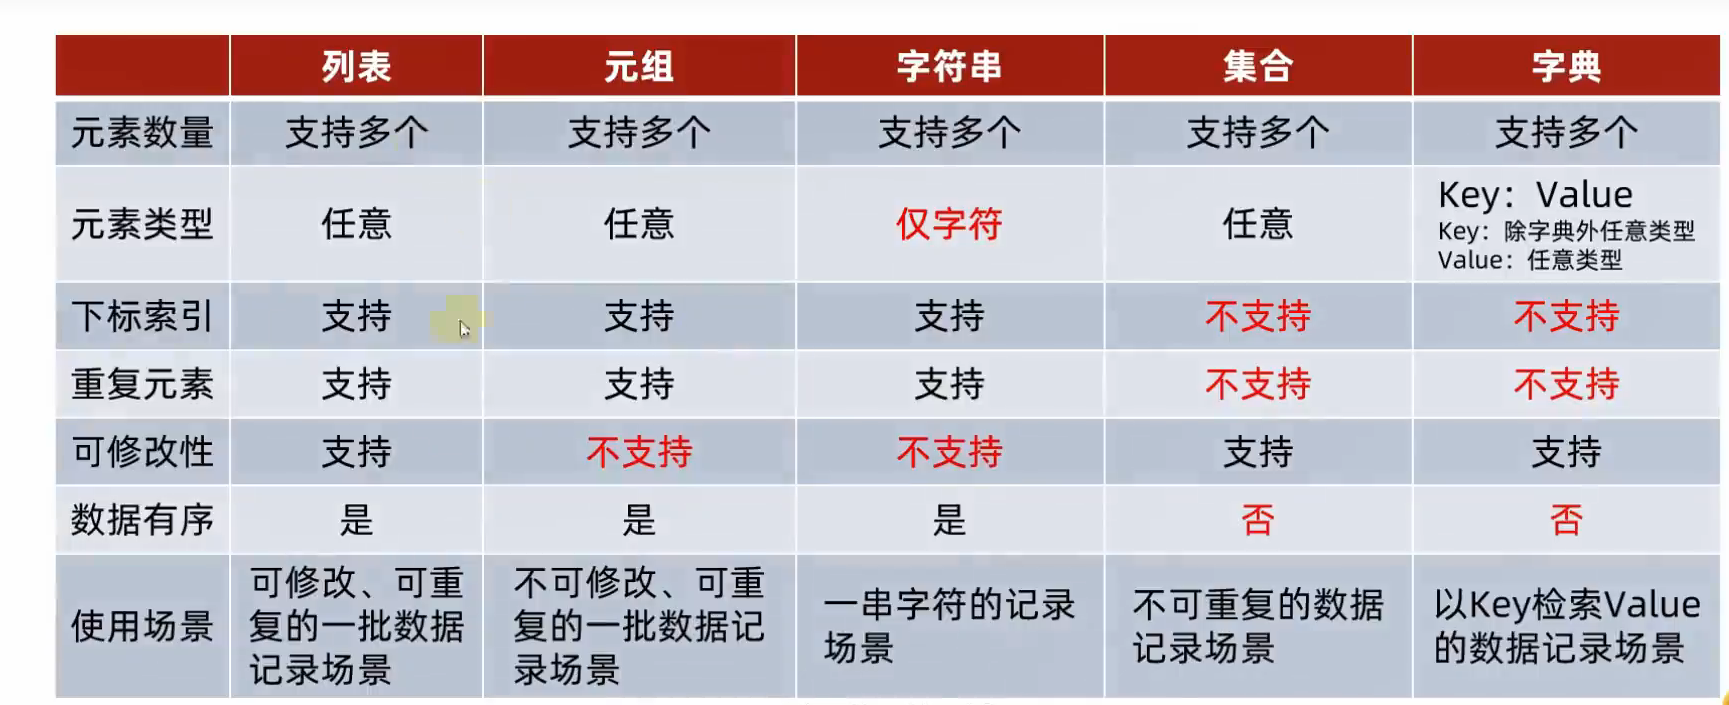 列表 元组 字符串 集合 字典
元素数量 支持多个 支持多个 支持多个 支持多个 支持多个
元素类型 任意 任意 仅字符 任意 Key：Value
Key：除字典外任意类型
Value：任意类型
下标索引 支持 支持 支持 不支持 不支持
重复元素 支持 支持 支持 不支持 不支持
可修改性 支持 不支持 不支持 支持 支持
数据有序 是 是 是 否 否
使用场景
可修改、可重
复的一批数据
记录场景
不可修改、可重
复的一批数据记
录场景
一串字符的记录
场景
不可重复的数据
记录场景
以Key检索Value
的数据记录场景